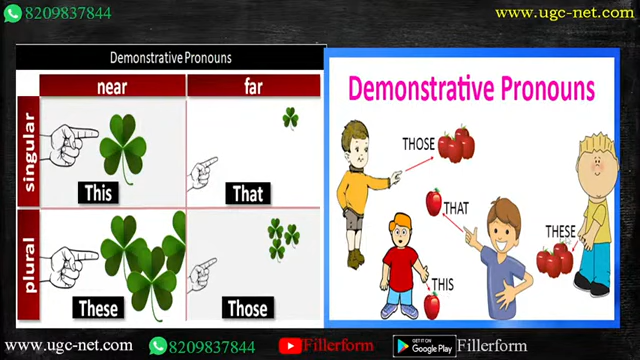 8209837844
www.ugc-net.com
Demonstrative Pronouns
near far
singular
This That
plural
These Those
Demonstrative Pronouns
THOSE
THAT
THESE
THIS
www.ugc-net.com 8209837844 Fillerform GET IT ON Google Play Fillerform